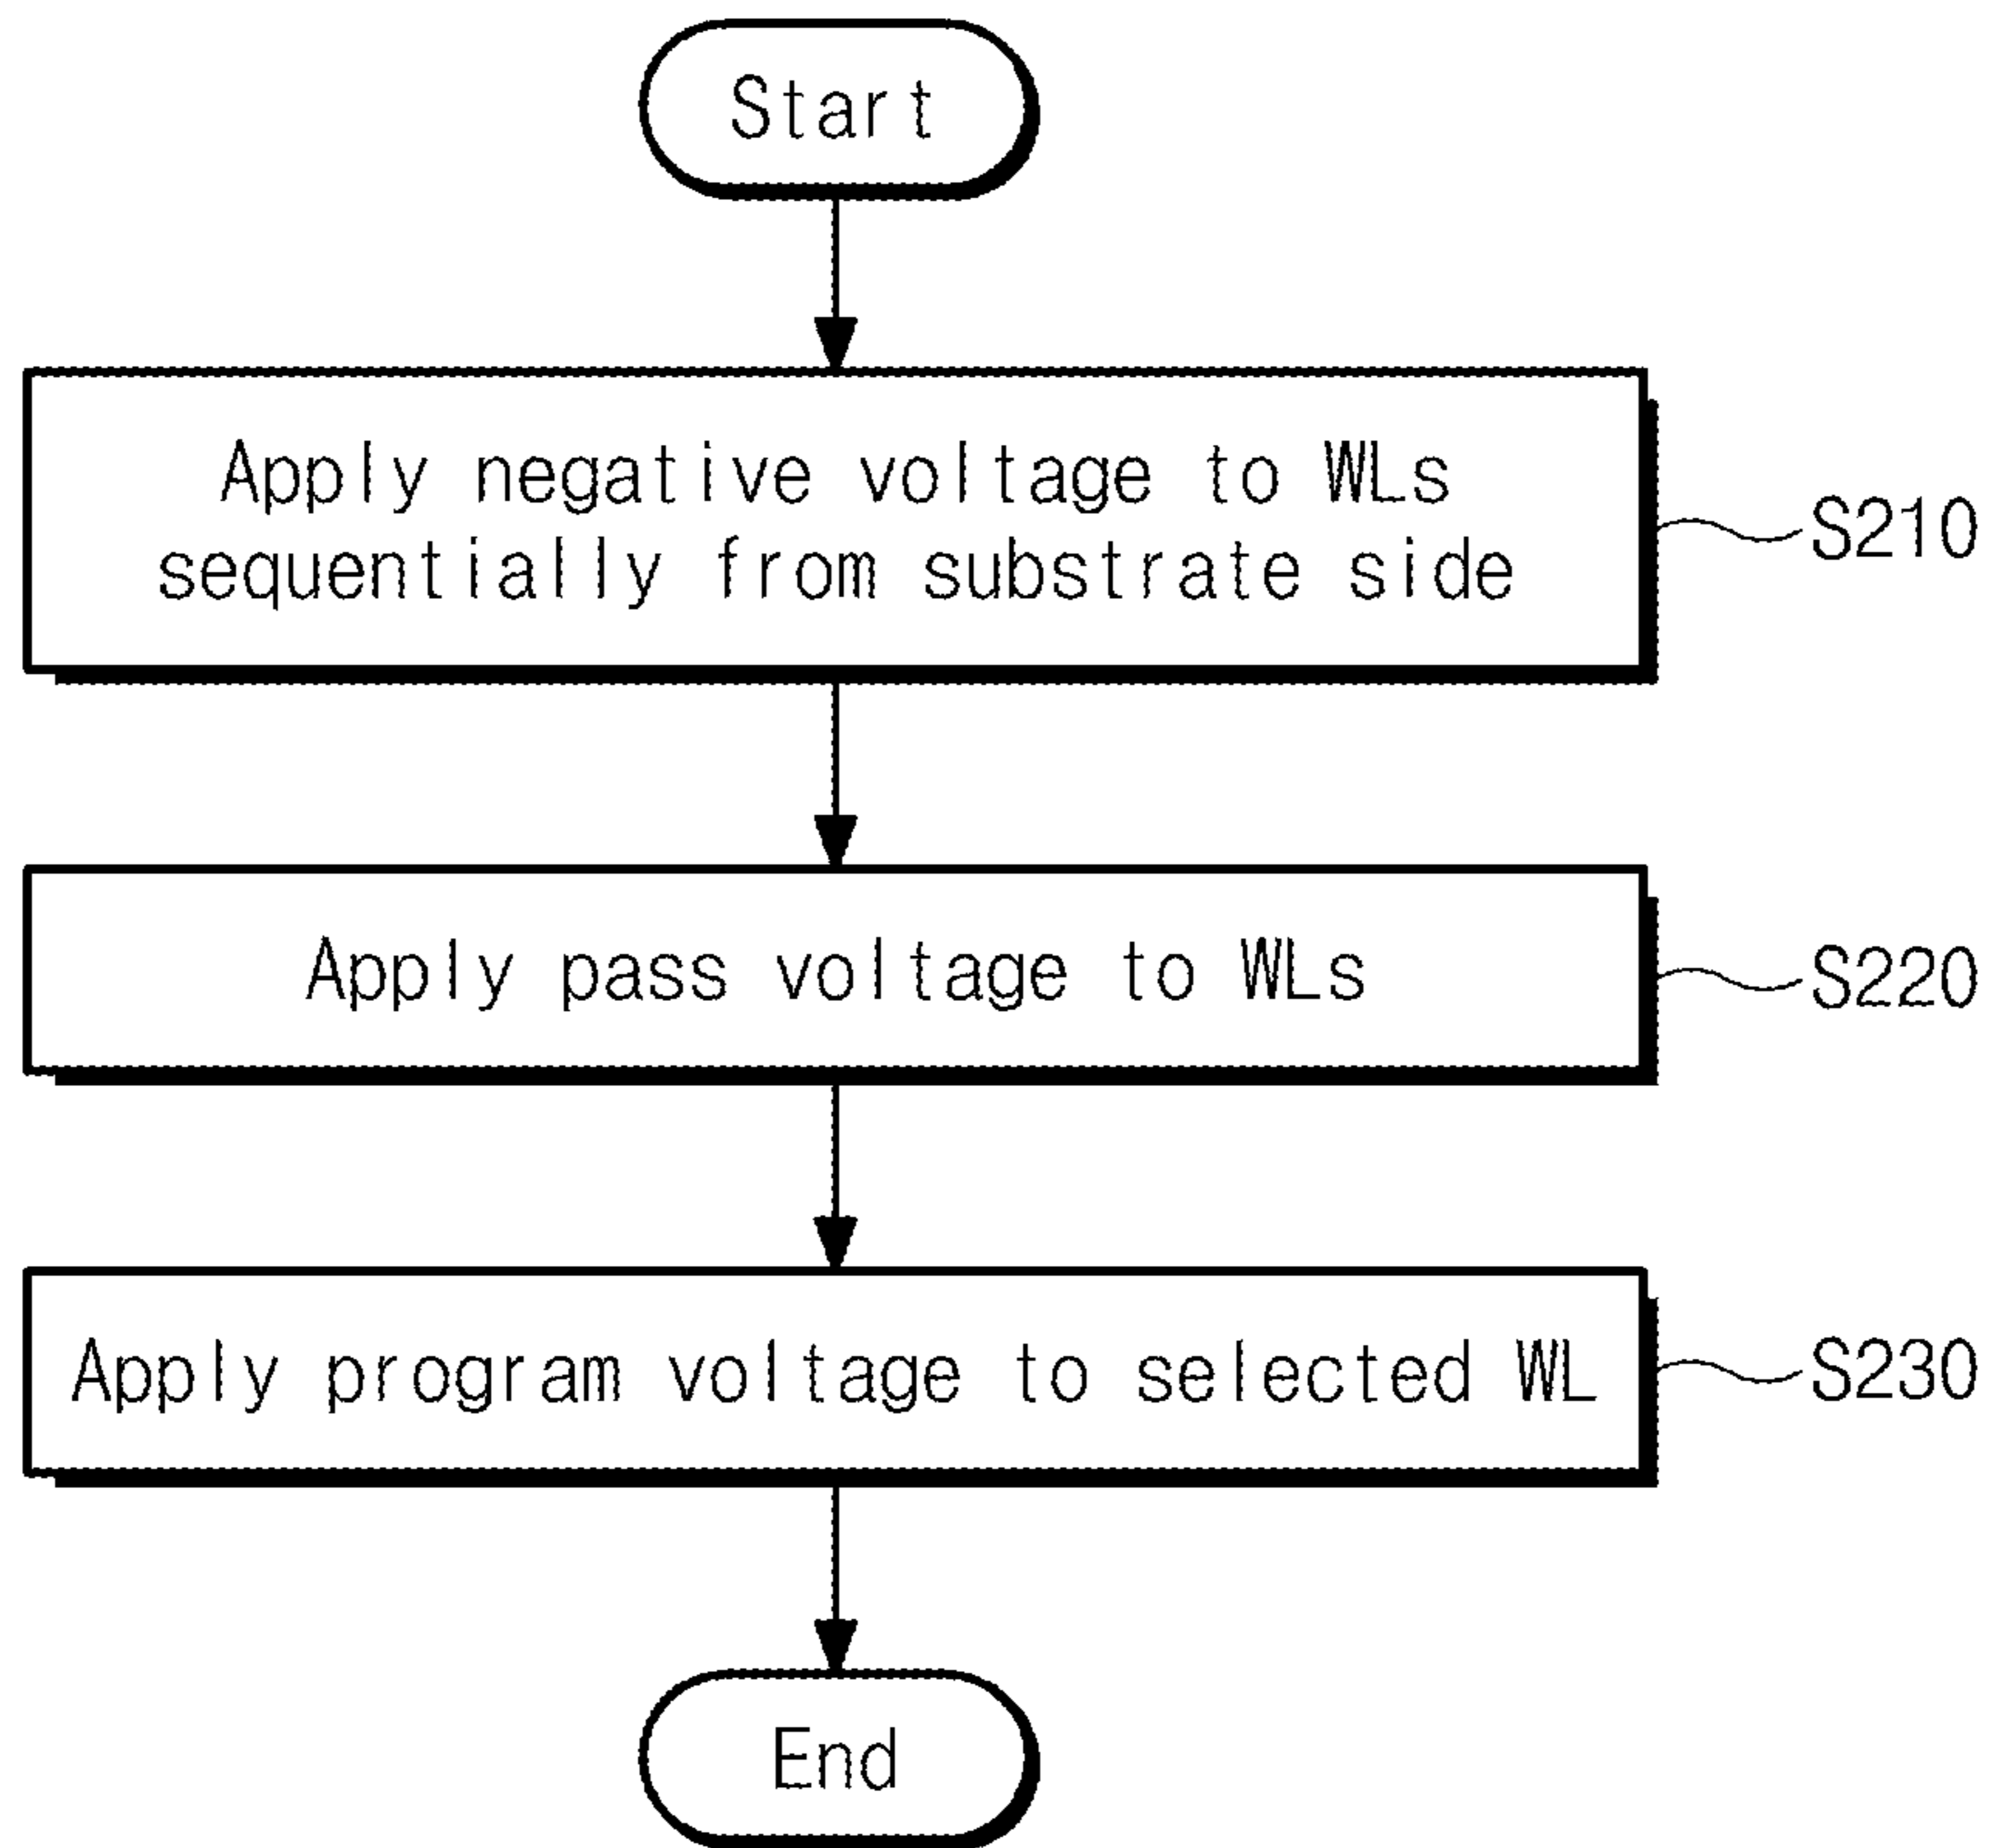 Start
Apply negative voltage to WLs
sequentially from substrate side
S210
Apply pass voltage to WLs
S220
Apply program voltage to selected WL
S230
End